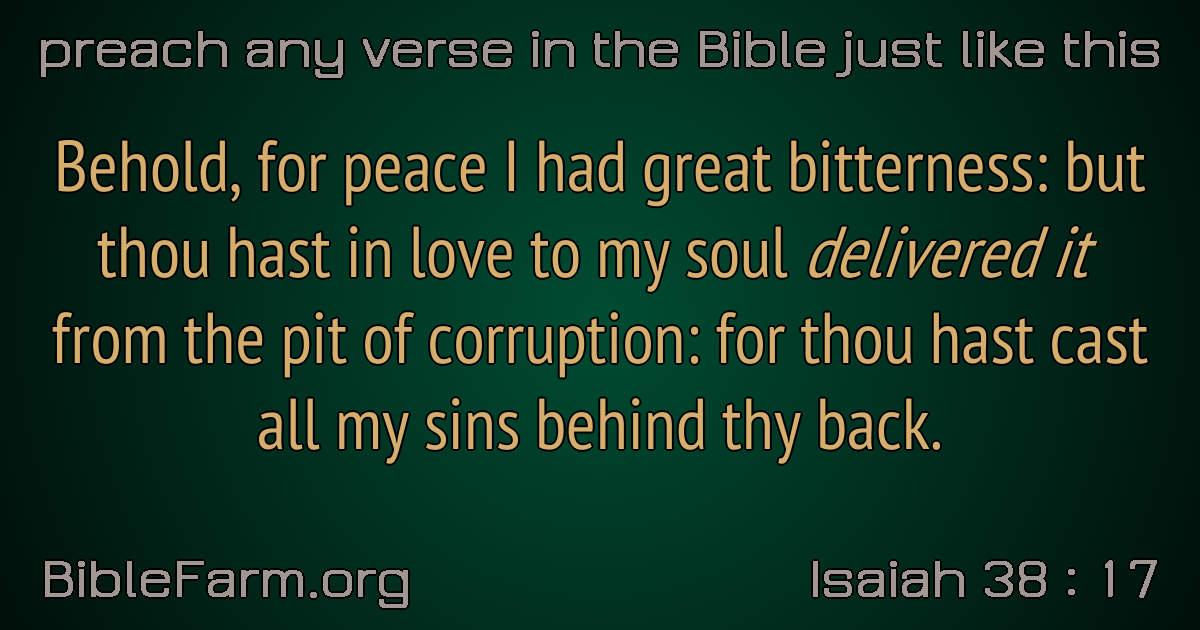 preach any verse in the Bible just like this
Behold, for peace I had great bitterness: but
thou hast in love to my soul delivered it
from the pit of corruption: for thou hast cast
all my sins behind thy back.
BibleFarm.org
Isaiah 38 : 17